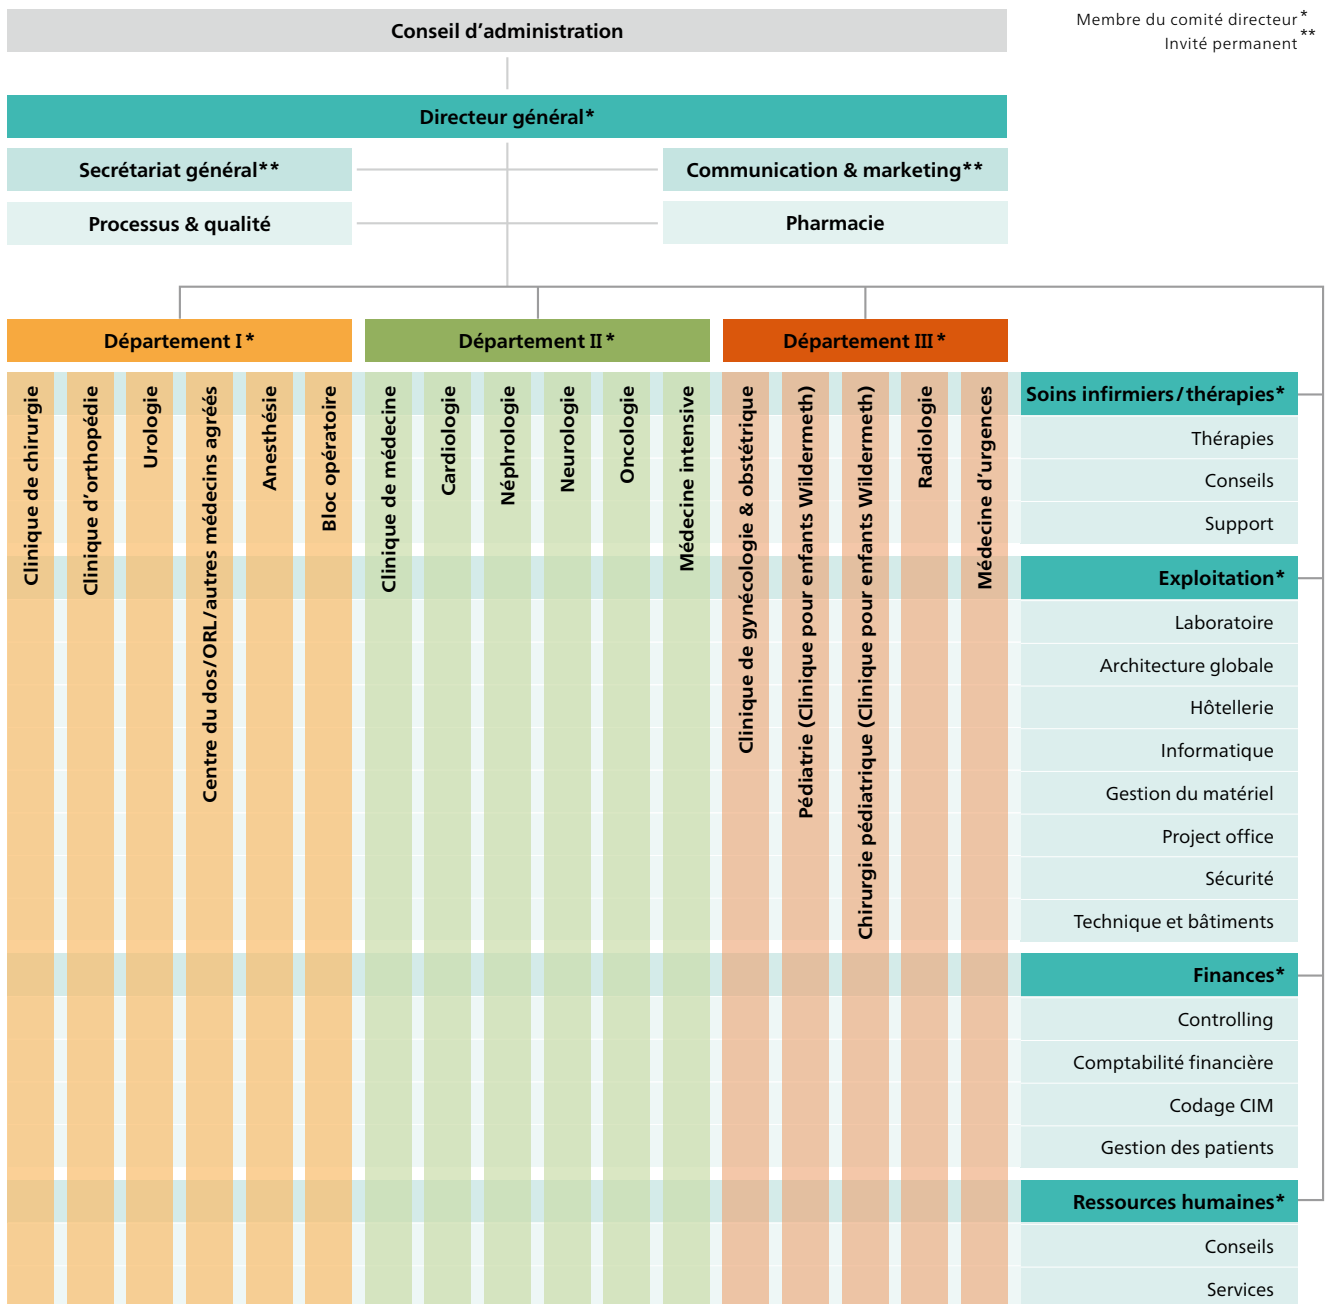 Membre du comité directeur*
Invité permanent**
Conseil d'administration
Directeur général*
Secrétariat général**
Communication & marketing**
Processus & qualité
Pharmacie
Département I*
Département II*
Département III*
Clinique de chirurgie
Clinique d'orthopédie
Urologie
Centre du dos/ORL/autres médecins agréés
Anesthésie
Bloc opératoire
Clinique de médecine
Cardiologie
Néphrologie
Neurologie
Oncologie
Médecine intensive
Clinique de gynécologie & obstétrique
Pédiatrie (Clinique pour enfants Wildermeth)
Chirurgie pédiatrique (Clinique pour enfants Wildermeth)
Radiologie
Médecine d'urgences
Soins infirmiers/thérapies*
Thérapies
Conseils
Support
Exploitation*
Laboratoire
Architecture globale
Hôtellerie
Informatique
Gestion du matériel
Project office
Sécurité
Technique et bâtiments
Finances*
Controlling
Comptabilité financière
Codage CIM
Gestion des patients
Ressources humaines*
Conseils
Services